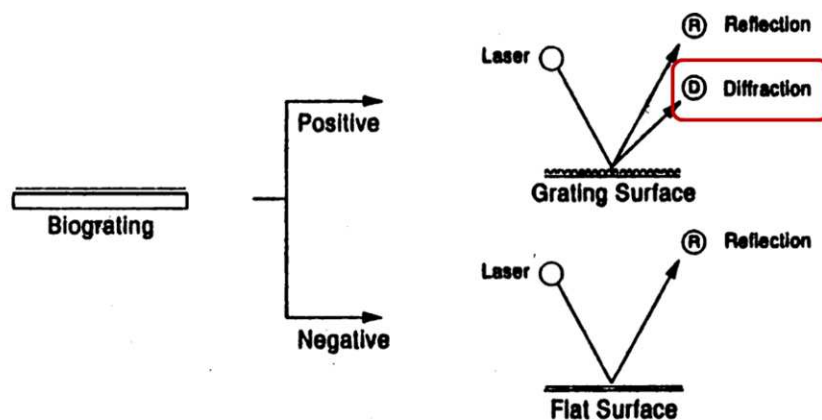 Laser
R Reflection
D Diffraction
Positive
Grating Surface
Biograting
Laser
R Reflection
Negative
Flat Surface